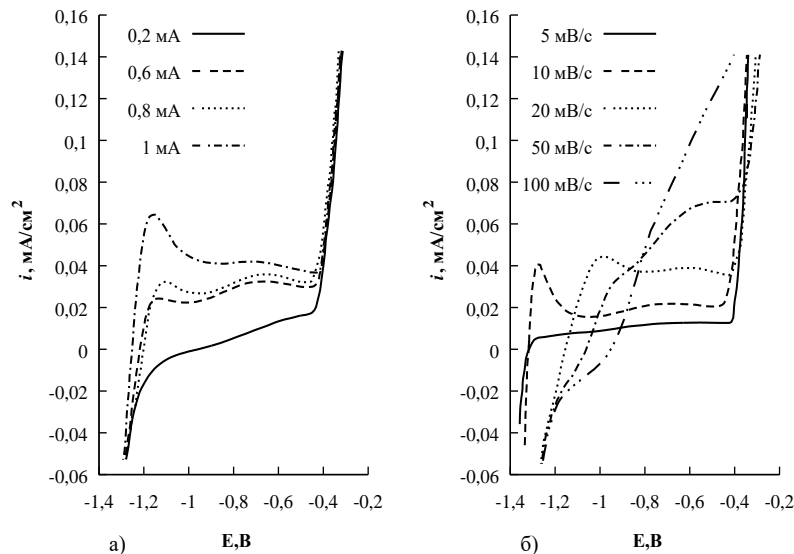 0,16
0,14
0,12
0,1
0,08
0,06
0,04
0,02
0
-0,02
-0,04
-0,06
i, мА/см²
0,2 мА
0,6 мА
0,8 мА
1 мА
-1,4 -1,2 -1 -0,8 -0,6 -0,4 -0,2
а) Е,В
0,16
0,14
0,12
0,1
0,08
0,06
0,04
0,02
0
-0,02
-0,04
-0,06
i, мА/см²
5 мВ/с
10 мВ/с
20 мВ/с
50 мВ/с
100 мВ/с
-1,4 -1,2 -1 -0,8 -0,6 -0,4 -0,2
б) Е,В